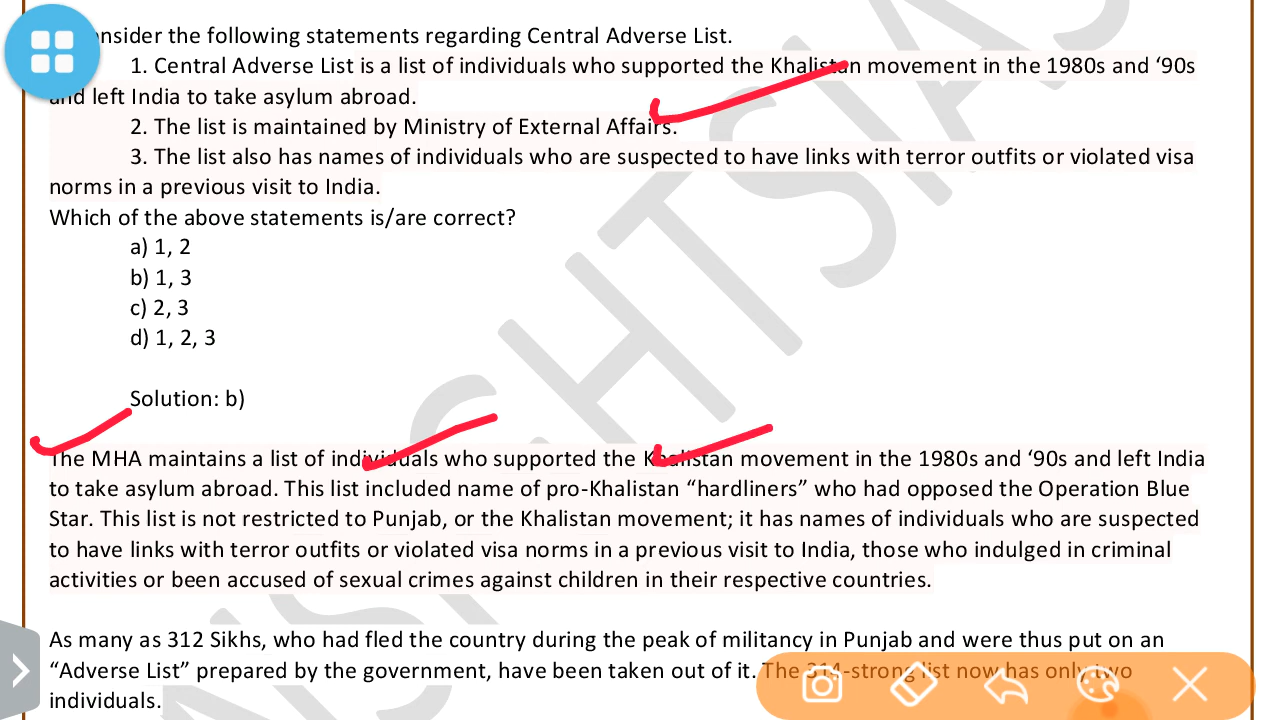 nsider the following statements regarding Central Adverse List.
1. Central Adverse List is a list of individuals who supported the Khalistan movement in the 1980s and ‘90s
and left India to take asylum abroad.
2. The list is maintained by Ministry of External Affairs.
3. The list also has names of individuals who are suspected to have links with terror outfits or violated visa
norms in a previous visit to India.
Which of the above statements is/are correct?
a) 1, 2
b) 1, 3
c) 2, 3
d) 1, 2, 3
Solution: b)
The MHA maintains a list of individuals who supported the Khalistan movement in the 1980s and ‘90s and left India
to take asylum abroad. This list included name of pro-Khalistan “hardliners” who had opposed the Operation Blue
Star. This list is not restricted to Punjab, or the Khalistan movement; it has names of individuals who are suspected
to have links with terror outfits or violated visa norms in a previous visit to India, those who indulged in criminal
activities or been accused of sexual crimes against children in their respective countries.
As many as 312 Sikhs, who had fled the country during the peak of militancy in Punjab and were thus put on an
“Adverse List” prepared by the government, have been taken out of it. The 314-strong list now has only two
individuals.